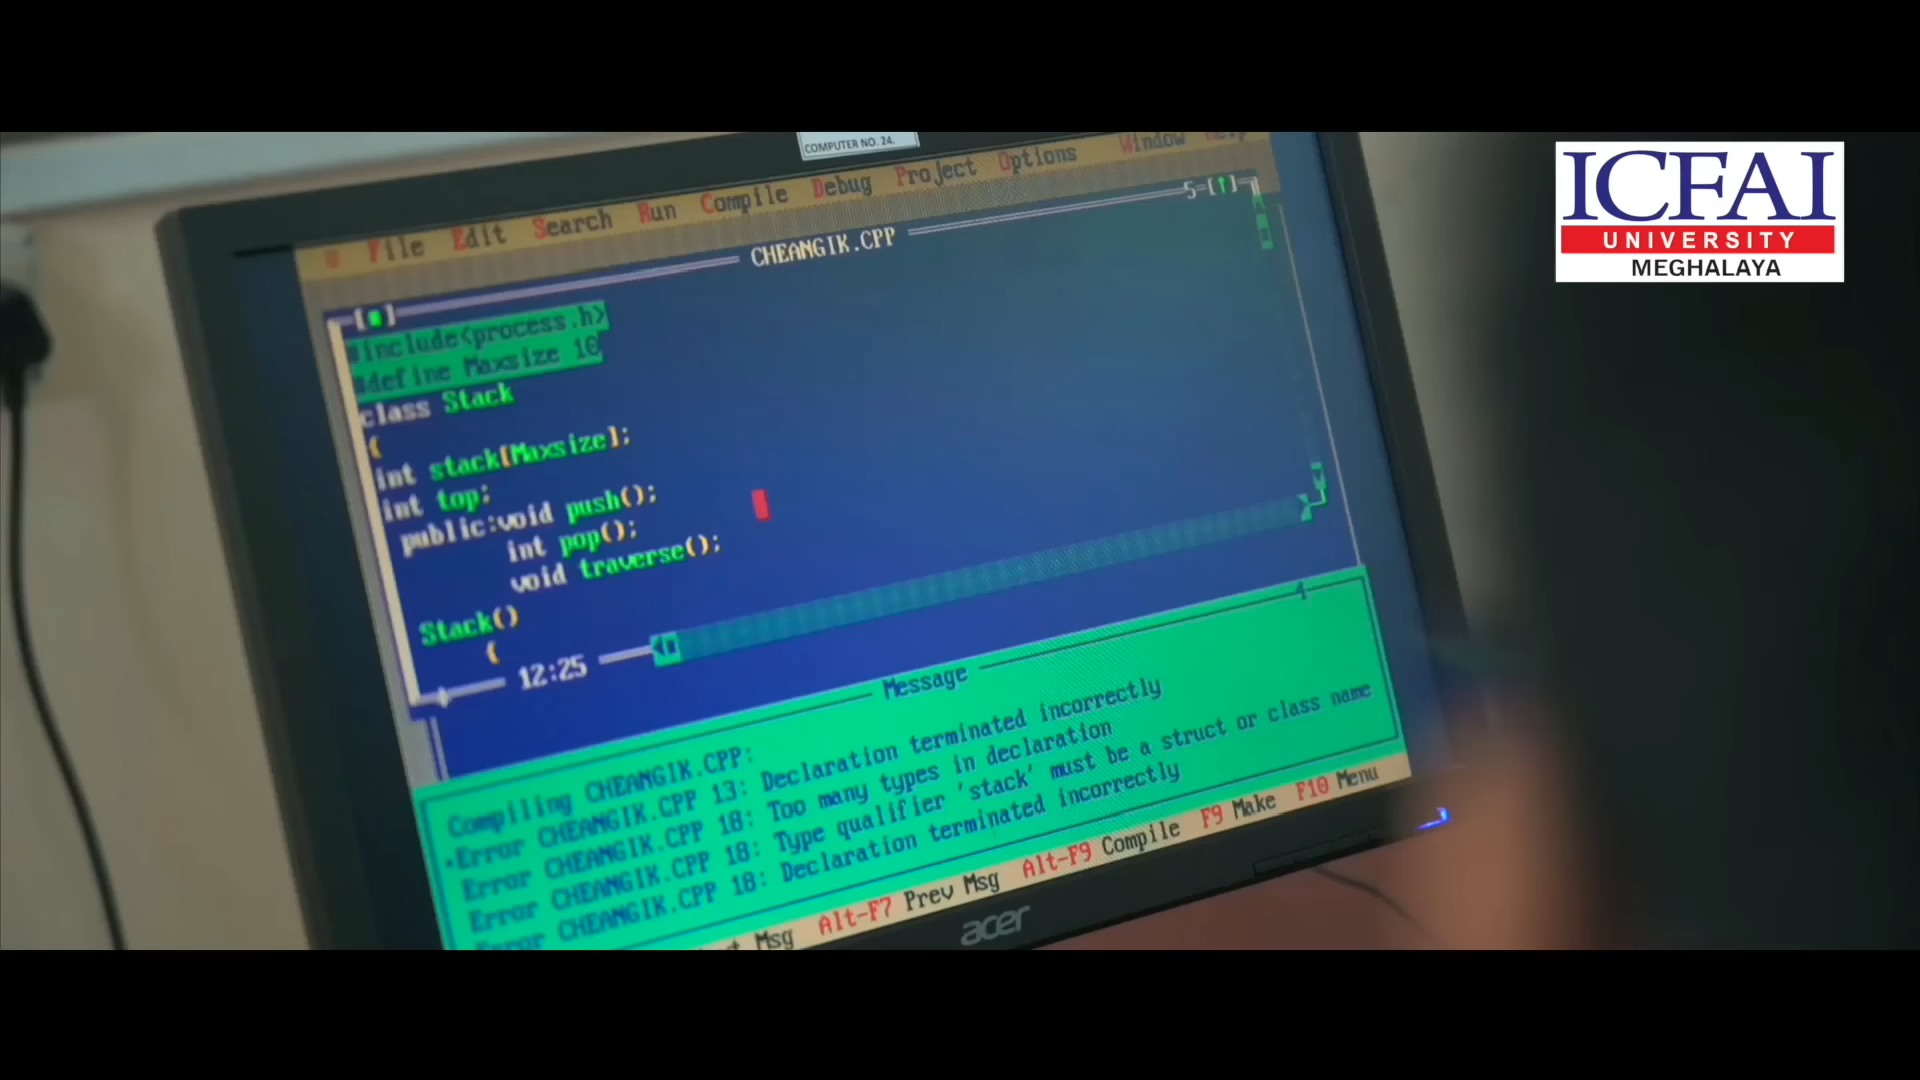 COMPUTER NO. 24.
File Edit Search Run Compile Debug Project Options Window Help
CHEANGIK.CPP
5=[↑]
#include<process.h>
#define Maxsize 10
class Stack
{
int stack[Maxsize];
int top;
public:void push();
int pop();
void traverse();
Stack()
{
12:25
4
Message
Compiling CHEANGIK.CPP:
•Error CHEANGIK.CPP 13: Declaration terminated incorrectly
Error CHEANGIK.CPP 18: Too many types in declaration
Error CHEANGIK.CPP 18: Type qualifier 'stack' must be a struct or class name
Error CHEANGIK.CPP 18: Declaration terminated incorrectly
Msg Alt-F7 Prev Msg Alt-F9 Compile F9 Make F10 Menu
acer
ICFAI
UNIVERSITY
MEGHALAYA